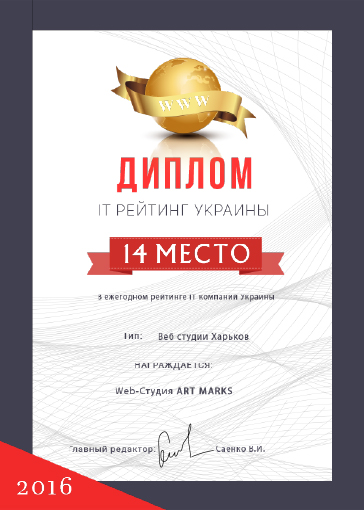 WWW
ДИПЛОМ
IT РЕЙТИНГ УКРАИНЫ
14 МЕСТО
В ежегодном рейтинге IT компаний Украины
Тип: Веб студии Харьков
НАГРАЖДАЕТСЯ:
Web-Студия ART MARKS
Главный редактор: Саенко В.И.
2016